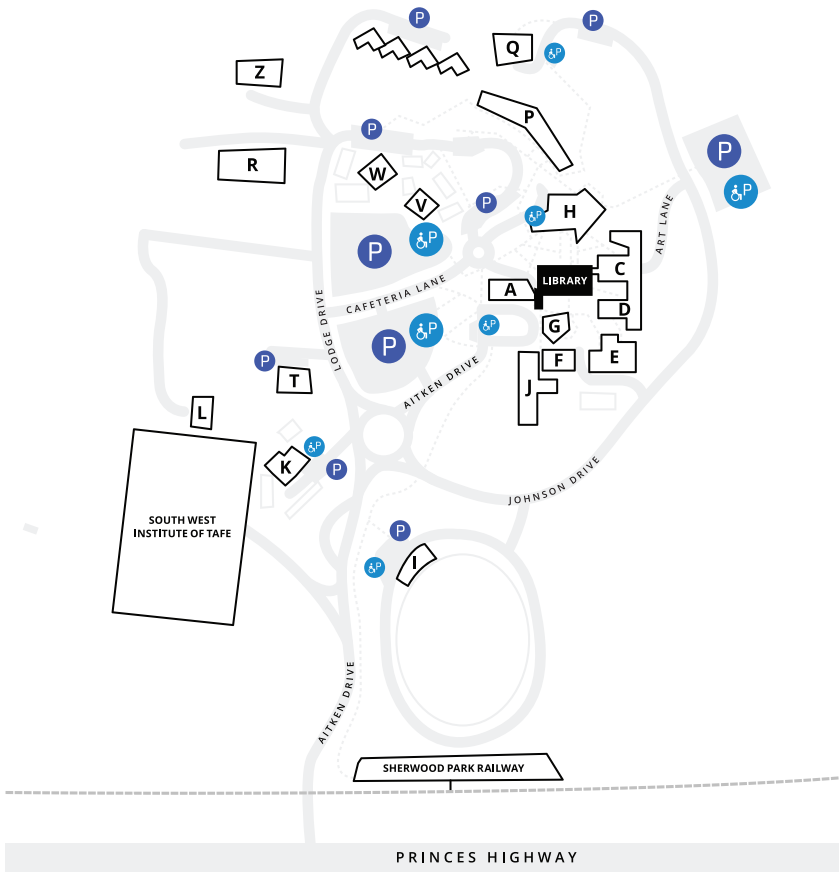 P
P
Q
P
Z
P
P
P
R
W
P
V
P
H
P
P
P
ART LANE
C
LIBRARY
A
CAFETERIA LANE
D
LODGE DRIVE
P
P
P
G
E
F
P
AITKEN DRIVE
T
J
L
P
K
P
JOHNSON DRIVE
SOUTH WEST
INSTITUTE OF TAFE
P
I
P
AITKEN DRIVE
SHERWOOD PARK RAILWAY
PRINCES HIGHWAY